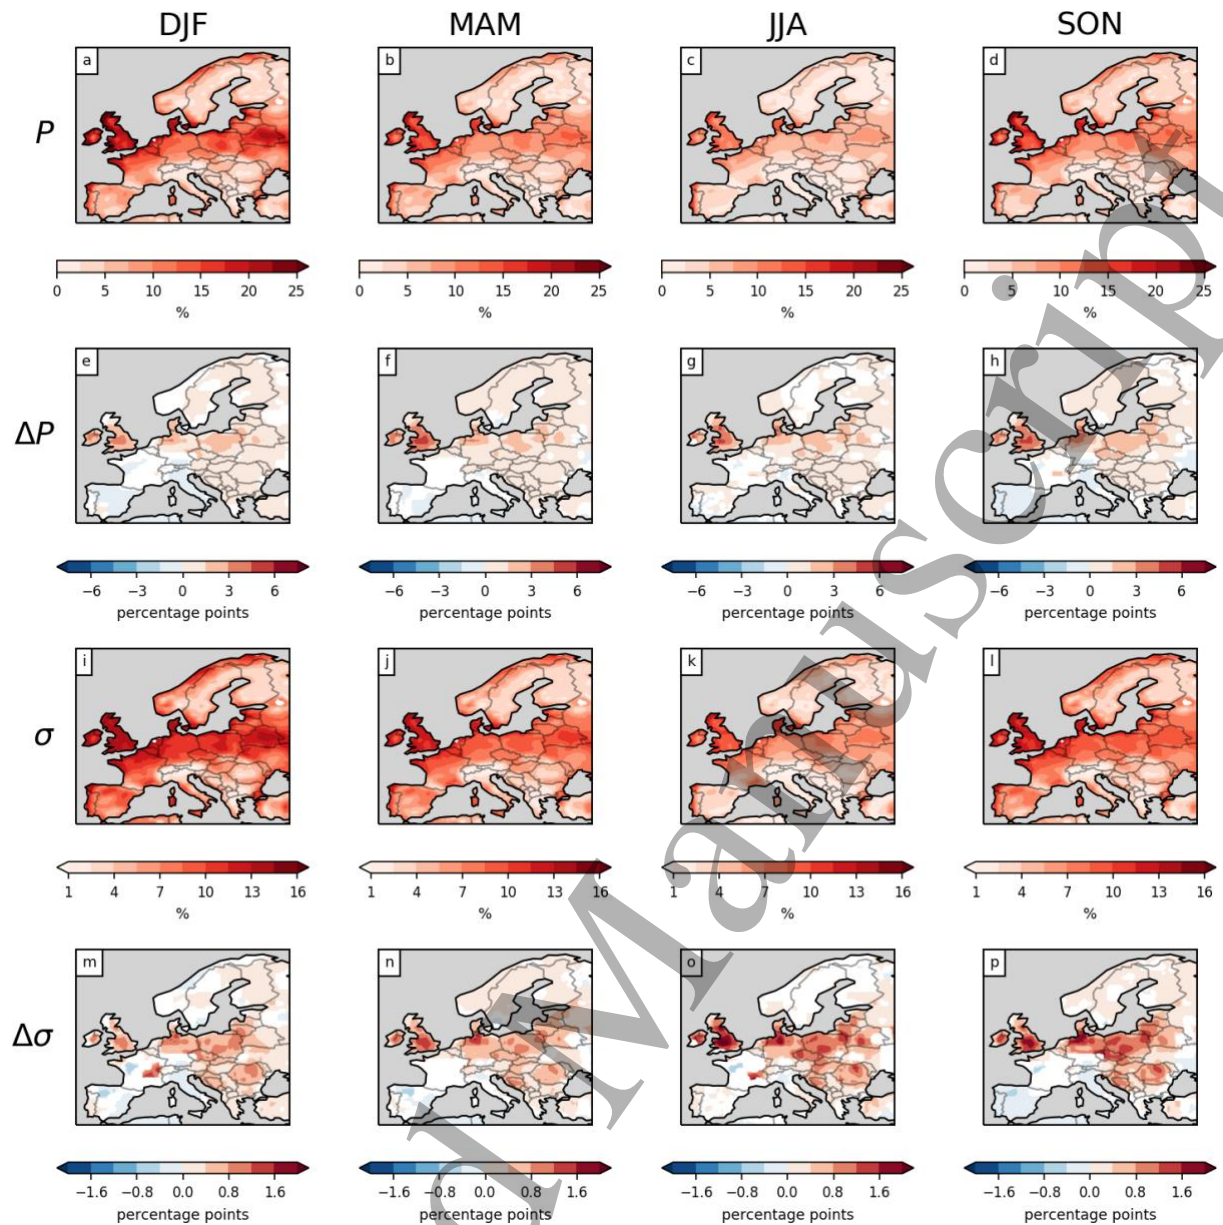 DJF MAM JJA SON
P
a b c d
0 5 10 15 20 25 0 5 10 15 20 25 0 5 10 15 20 25 0 5 10 15 20 25
% % % %
ΔP
e f g h
−6 −3 0 3 6 −6 −3 0 3 6 −6 −3 0 3 6 −6 −3 0 3 6
percentage points percentage points percentage points percentage points
σ
i j k l
1 4 7 10 13 16 1 4 7 10 13 16 1 4 7 10 13 16 1 4 7 10 13 16
% % % %
Δσ
m n o p
−1.6 −0.8 0.0 0.8 1.6 −1.6 −0.8 0.0 0.8 1.6 −1.6 −0.8 0.0 0.8 1.6 −1.6 −0.8 0.0 0.8 1.6
percentage points percentage points percentage points percentage points
d Manuscript